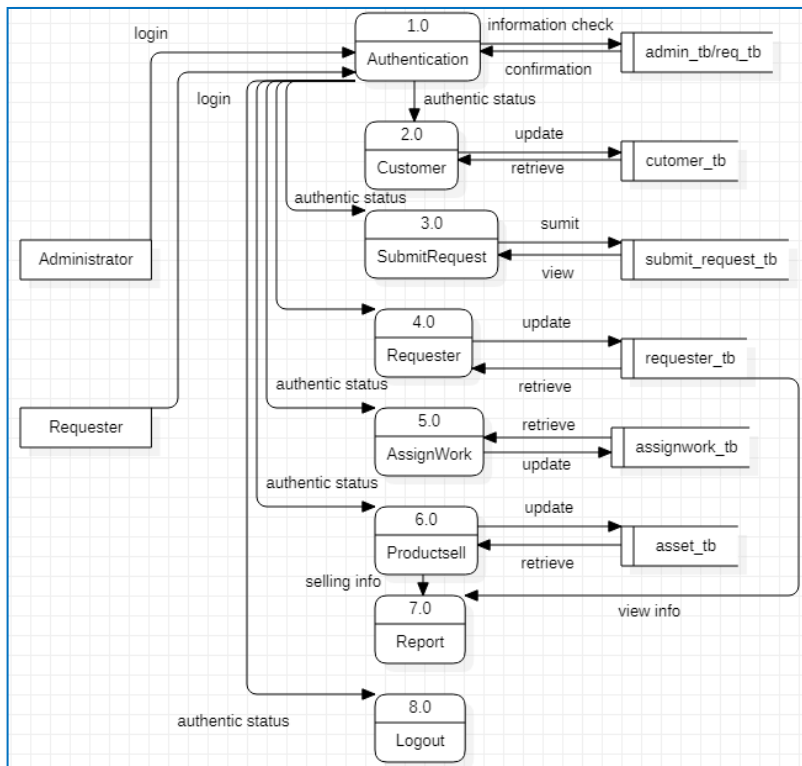 1.0
Authentication
login
login
information check
confirmation
admin_tb/req_tb
authentic status
2.0
Customer
update
retrieve
cutomer_tb
authentic status
3.0
SubmitRequest
sumit
view
submit_request_tb
Administrator
4.0
Requester
update
retrieve
requester_tb
authentic status
Requester
5.0
AssignWork
retrieve
update
assignwork_tb
authentic status
6.0
Productsell
update
retrieve
asset_tb
selling info
7.0
Report
view info
authentic status
8.0
Logout